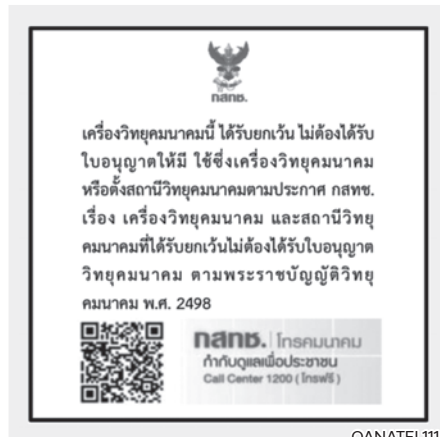 กสทช.
เครื่องวิทยุคมนาคมนี้ ได้รับยกเว้น ไม่ต้องได้รับ
ใบอนุญาตให้มี ใช้ซึ่งเครื่องวิทยุคมนาคม
หรือตั้งสถานีวิทยุคมนาคมตามประกาศ กสทช.
เรื่อง เครื่องวิทยุคมนาคม และสถานีวิทยุ
คมนาคมที่ได้รับยกเว้นไม่ต้องได้รับใบอนุญาต
วิทยุคมนาคม ตามพระราชบัญญัติวิทยุ
คมนาคม พ.ศ. 2498
กสทช. โทรคมนาคม
กำกับดูแลเพื่อประชาชน
Call Center 1200 ( โทรฟรี )